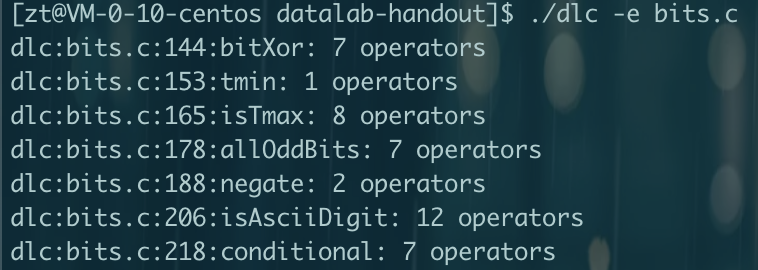 [zt@VM-0-10-centos datalab-handout]$ ./dlc -e bits.c
dlc:bits.c:144:bitXor: 7 operators
dlc:bits.c:153:tmin: 1 operators
dlc:bits.c:165:isTmax: 8 operators
dlc:bits.c:178:allOddBits: 7 operators
dlc:bits.c:188:negate: 2 operators
dlc:bits.c:206:isAsciiDigit: 12 operators
dlc:bits.c:218:conditional: 7 operators